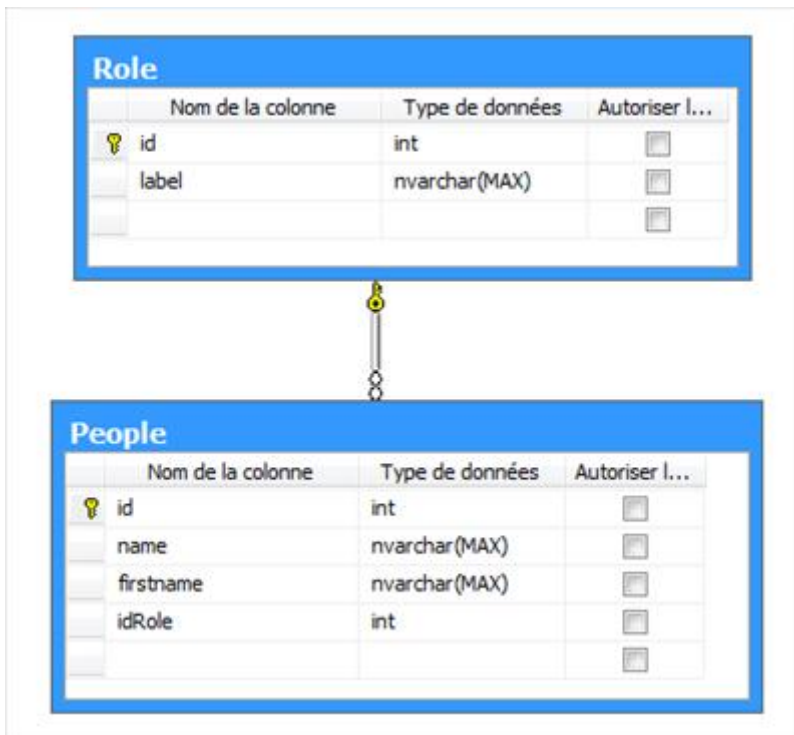 Role
Nom de la colonne Type de données Autoriser l...
id int
label nvarchar(MAX)
People
Nom de la colonne Type de données Autoriser l...
id int
name nvarchar(MAX)
firstname nvarchar(MAX)
idRole int